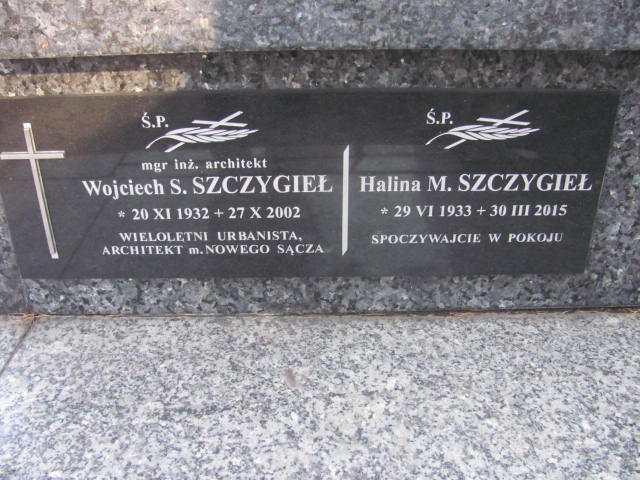 Ś.P.
mgr inż. architekt
Wojciech S. SZCZYGIEŁ
* 20 XI 1932 + 27 X 2002
WIELOLETNI URBANISTA,
ARCHITEKT m. NOWEGO SĄCZA
Ś.P.
Halina M. SZCZYGIEŁ
* 29 VI 1933 + 30 III 2015
SPOCZYWAJCIE W POKOJU